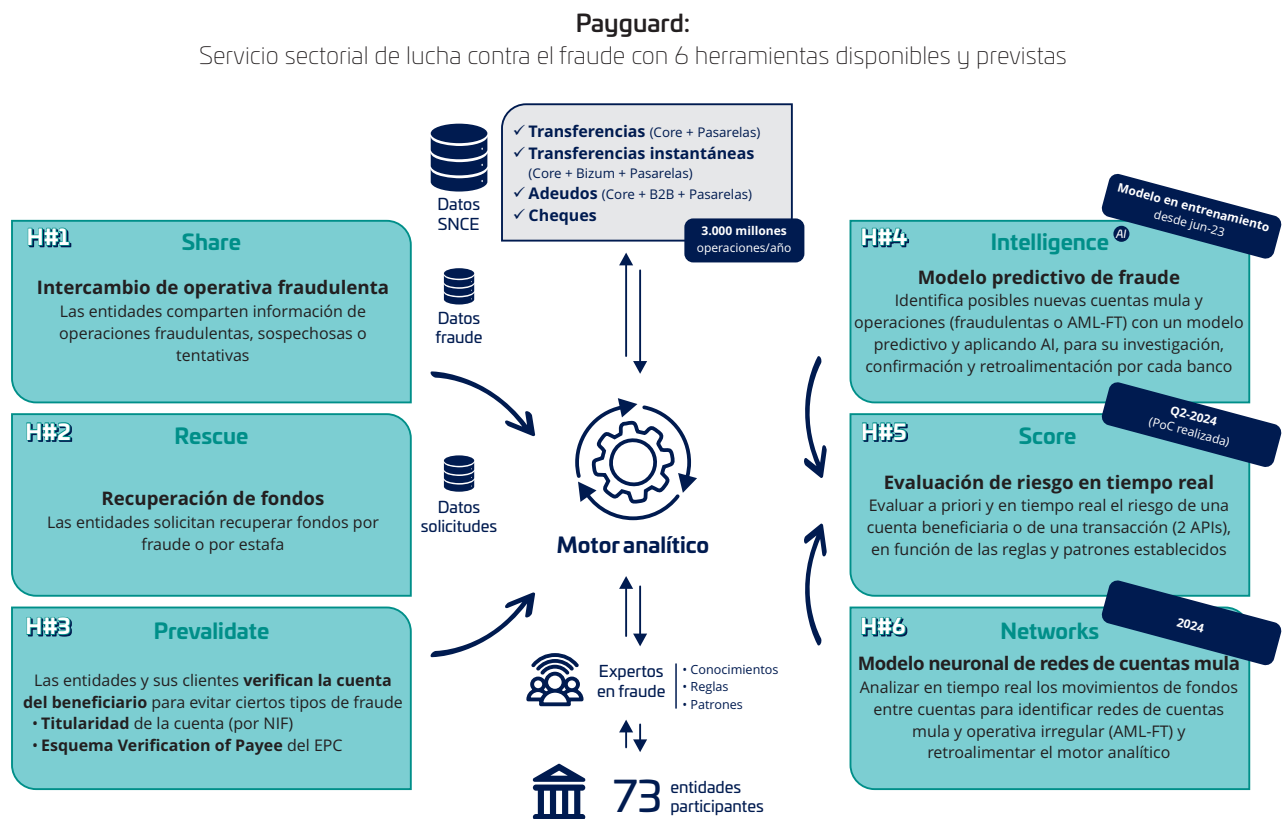 Payguard:
Servicio sectorial de lucha contra el fraude con 6 herramientas disponibles y previstas
Datos
SNCE
✓ Transferencias (Core + Pasarelas)
✓ Transferencias instantáneas
(Core + Bizum + Pasarelas)
✓ Adeudos (Core + B2B + Pasarelas)
✓ Cheques
3.000 millones
operaciones/año
Datos
fraude
Datos
solicitudes
H#1
Share
Intercambio de operativa fraudulenta
Las entidades comparten información de
operaciones fraudulentas, sospechosas o
tentativas
H#2
Rescue
Recuperación de fondos
Las entidades solicitan recuperar fondos por
fraude o por estafa
H#3
Prevalidate
Las entidades y sus clientes verifican la cuenta
del beneficiario para evitar ciertos tipos de fraude
• Titularidad de la cuenta (por NIF)
• Esquema Verification of Payee del EPC
Motor analítico
Expertos
en fraude
• Conocimientos
• Reglas
• Patrones
73 entidades
participantes
Modelo en entrenamiento
desde jun-23
H#4
Intelligence AI
Modelo predictivo de fraude
Identifica posibles nuevas cuentas mula y
operaciones (fraudulentas o AML-FT) con un modelo
predictivo y aplicando AI, para su investigación,
confirmación y retroalimentación por cada banco
Q2-2024
(PoC realizada)
H#5
Score
Evaluación de riesgo en tiempo real
Evaluar a priori y en tiempo real el riesgo de una
cuenta beneficiaria o de una transacción (2 APIs),
en función de las reglas y patrones establecidos
2024
H#6
Networks
Modelo neuronal de redes de cuentas mula
Analizar en tiempo real los movimientos de fondos
entre cuentas para identificar redes de cuentas
mula y operativa irregular (AML-FT) y
retroalimentar el motor analítico